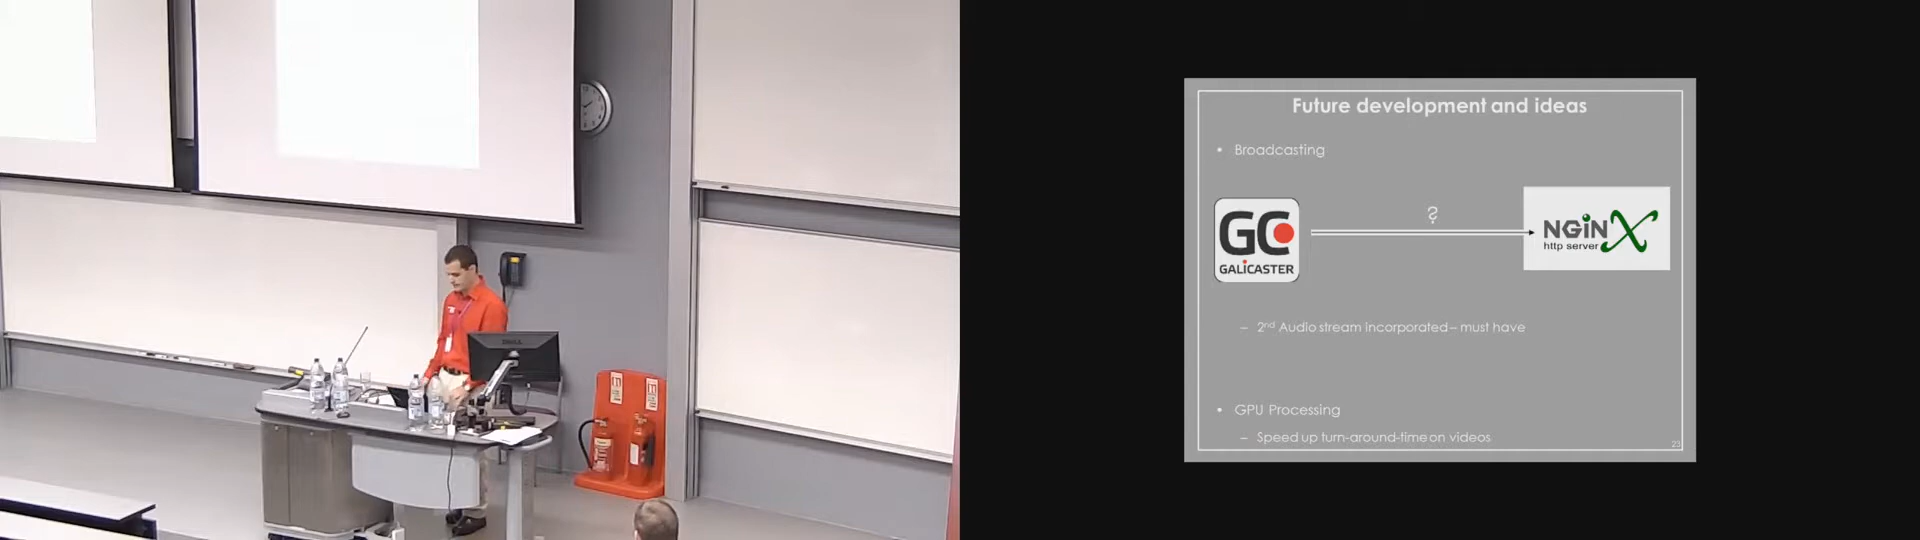 Future development and ideas
• Broadcasting
GC
GALiCASTER
?
NGiNX
http server
– 2nd Audio stream incorporated – must have
• GPU Processing
– Speed up turn-around-time on videos
23
DELL